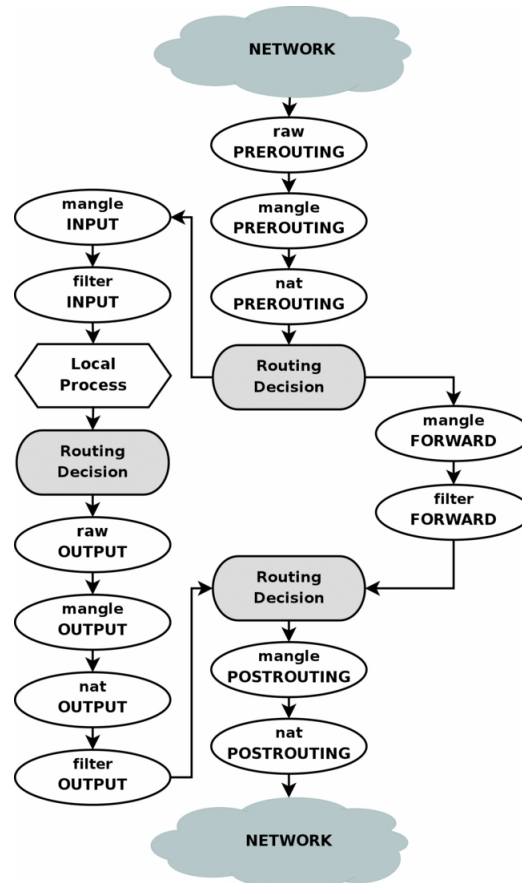 NETWORK
raw
PREROUTING
mangle
PREROUTING
nat
PREROUTING
Routing
Decision
mangle
INPUT
filter
INPUT
Local
Process
Routing
Decision
raw
OUTPUT
mangle
OUTPUT
nat
OUTPUT
filter
OUTPUT
mangle
FORWARD
filter
FORWARD
Routing
Decision
mangle
POSTROUTING
nat
POSTROUTING
NETWORK